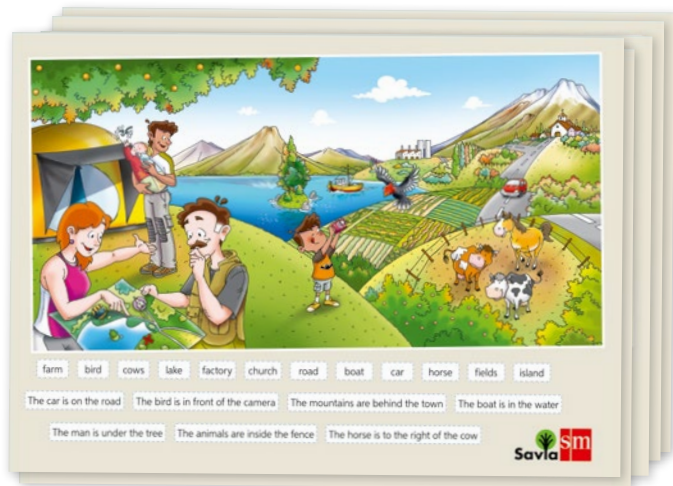 farm bird cows lake factory church road boat car horse fields island
The car is on the road The bird is in front of the camera The mountains are behind the town The boat is in the water
The man is under the tree The animals are inside the fence The horse is to the right of the cow
Savia sm